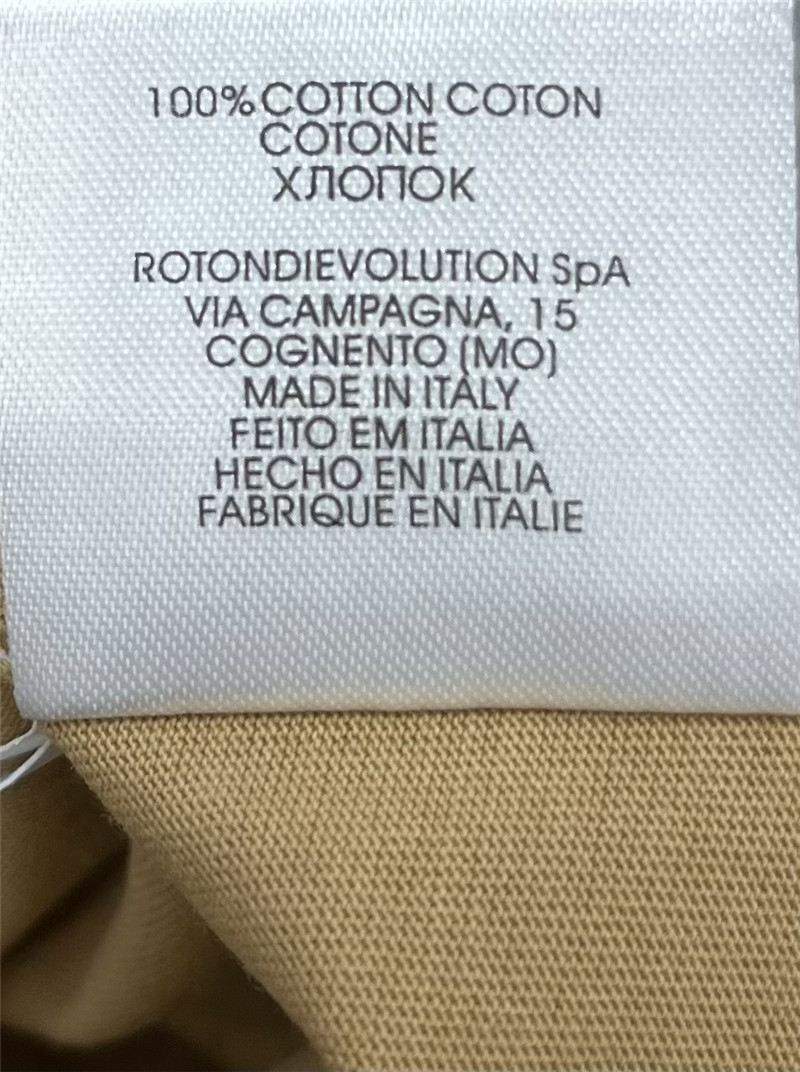 100% COTTON COTON
COTONE
ХЛОПОК
ROTONDIEVOLUTION SpA
VIA CAMPAGNA, 15
COGNENTO (MO)
MADE IN ITALY
FEITO EM ITALIA
HECHO EN ITALIA
FABRIQUE EN ITALIE